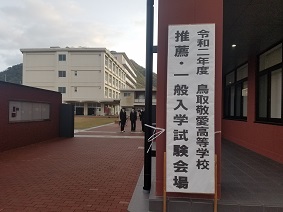 令和二年度 鳥取敬愛高等学校
推薦・一般入学試験会場